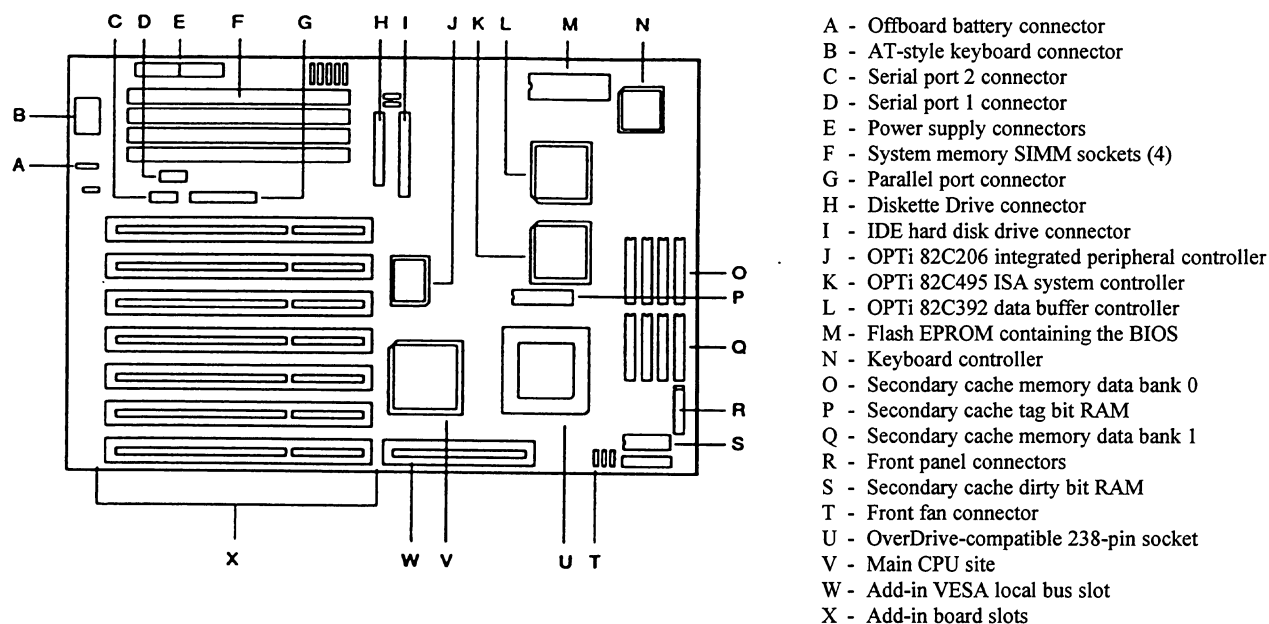 C D E F G H I J K L M N
B
A
O
P
Q
R
S
X W V U T
A - Offboard battery connector
B - AT-style keyboard connector
C - Serial port 2 connector
D - Serial port 1 connector
E - Power supply connectors
F - System memory SIMM sockets (4)
G - Parallel port connector
H - Diskette Drive connector
I - IDE hard disk drive connector
J - OPTi 82C206 integrated peripheral controller
K - OPTi 82C495 ISA system controller
L - OPTi 82C392 data buffer controller
M - Flash EPROM containing the BIOS
N - Keyboard controller
O - Secondary cache memory data bank 0
P - Secondary cache tag bit RAM
Q - Secondary cache memory data bank 1
R - Front panel connectors
S - Secondary cache dirty bit RAM
T - Front fan connector
U - OverDrive-compatible 238-pin socket
V - Main CPU site
W - Add-in VESA local bus slot
X - Add-in board slots